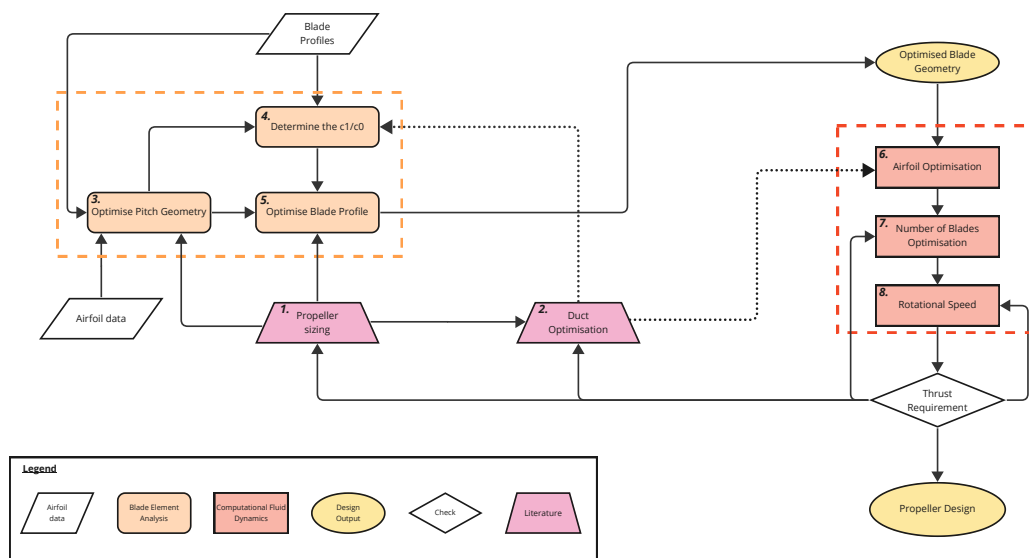 Blade
Profiles
Optimised Blade
Geometry
4.
Determine the c1/c0
6.
Airfoil Optimisation
3.
Optimise Pitch Geometry
5.
Optimise Blade Profile
7.
Number of Blades
Optimisation
8.
Rotational Speed
Airfoil data
1.
Propeller
sizing
2.
Duct
Optimisation
Thrust
Requirement
Propeller Design
Legend
Airfoil
data
Blade Element
Analysis
Computational Fluid
Dynamics
Design
Output
Check
Literature